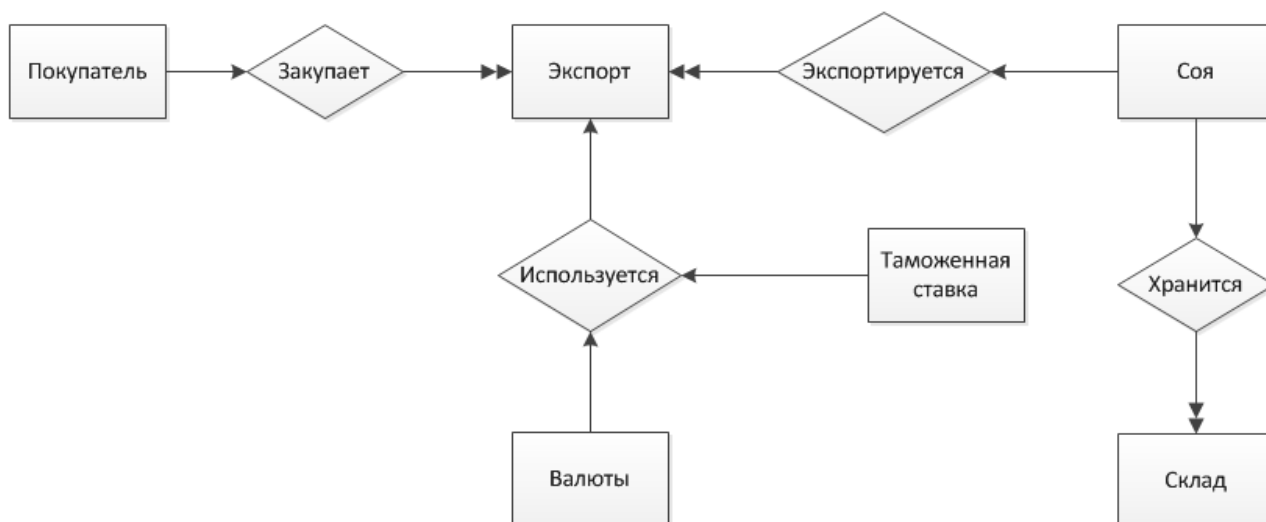 Покупатель
Закупает
Экспорт
Экспортируется
Соя
Используется
Таможенная
ставка
Хранится
Валюты
Склад